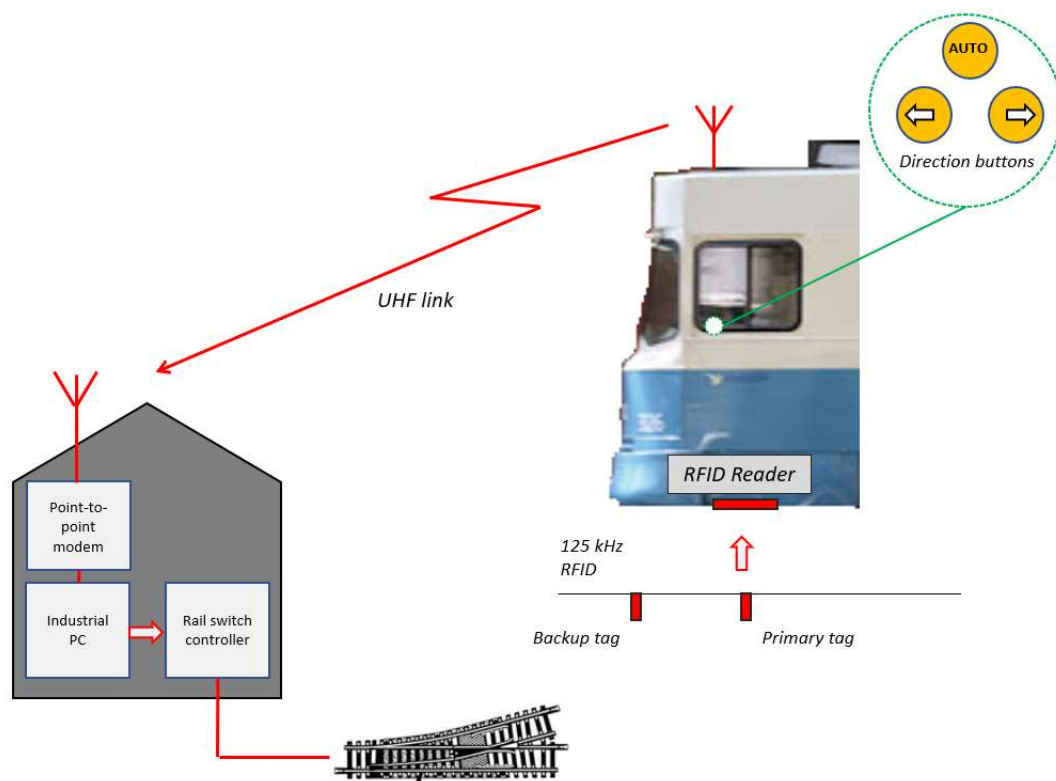 AUTO
Direction buttons
UHF link
RFID Reader
125 kHz
RFID
Backup tag
Primary tag
Point-to-
point
modem
Industrial
PC
Rail switch
controller